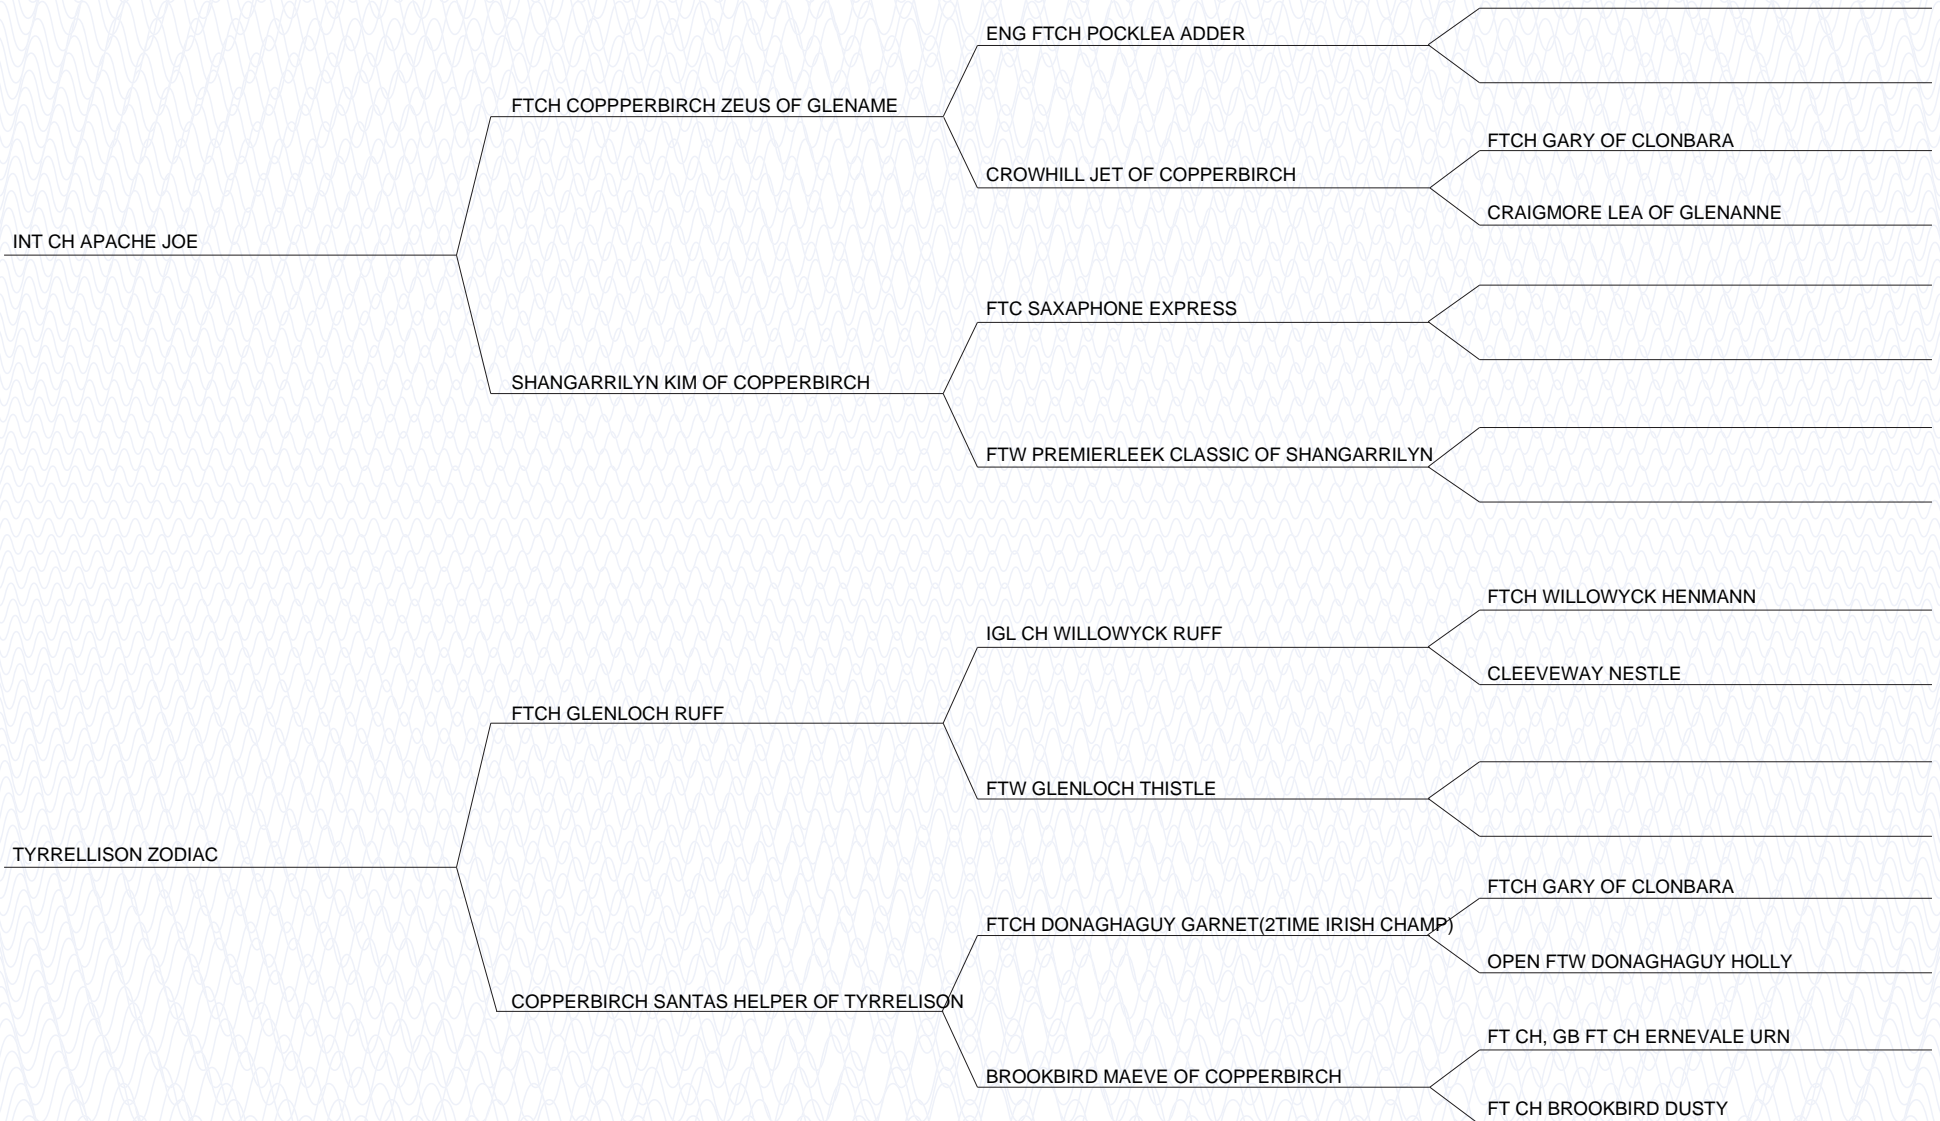 ENG FTCH POCKLEA ADDER
FTCH COPPPERBIRCH ZEUS OF GLENAME
FTCH GARY OF CLONBARA
CROWHILL JET OF COPPERBIRCH
CRAIGMORE LEA OF GLENANNE
INT CH APACHE JOE
FTC SAXAPHONE EXPRESS
SHANGARRILYN KIM OF COPPERBIRCH
FTW PREMIERLEEK CLASSIC OF SHANGARRILYN
FTCH WILLOWYCK HENMANN
IGL CH WILLOWYCK RUFF
CLEEVEWAY NESTLE
FTCH GLENLOCH RUFF
FTW GLENLOCH THISTLE
TYRRELLISON ZODIAC
FTCH GARY OF CLONBARA
FTCH DONAGHAGUY GARNET(2TIME IRISH CHAMP)
OPEN FTW DONAGHAGUY HOLLY
COPPERBIRCH SANTAS HELPER OF TYRRELISON
FT CH, GB FT CH ERNEVALE URN
BROOKBIRD MAEVE OF COPPERBIRCH
FT CH BROOKBIRD DUSTY